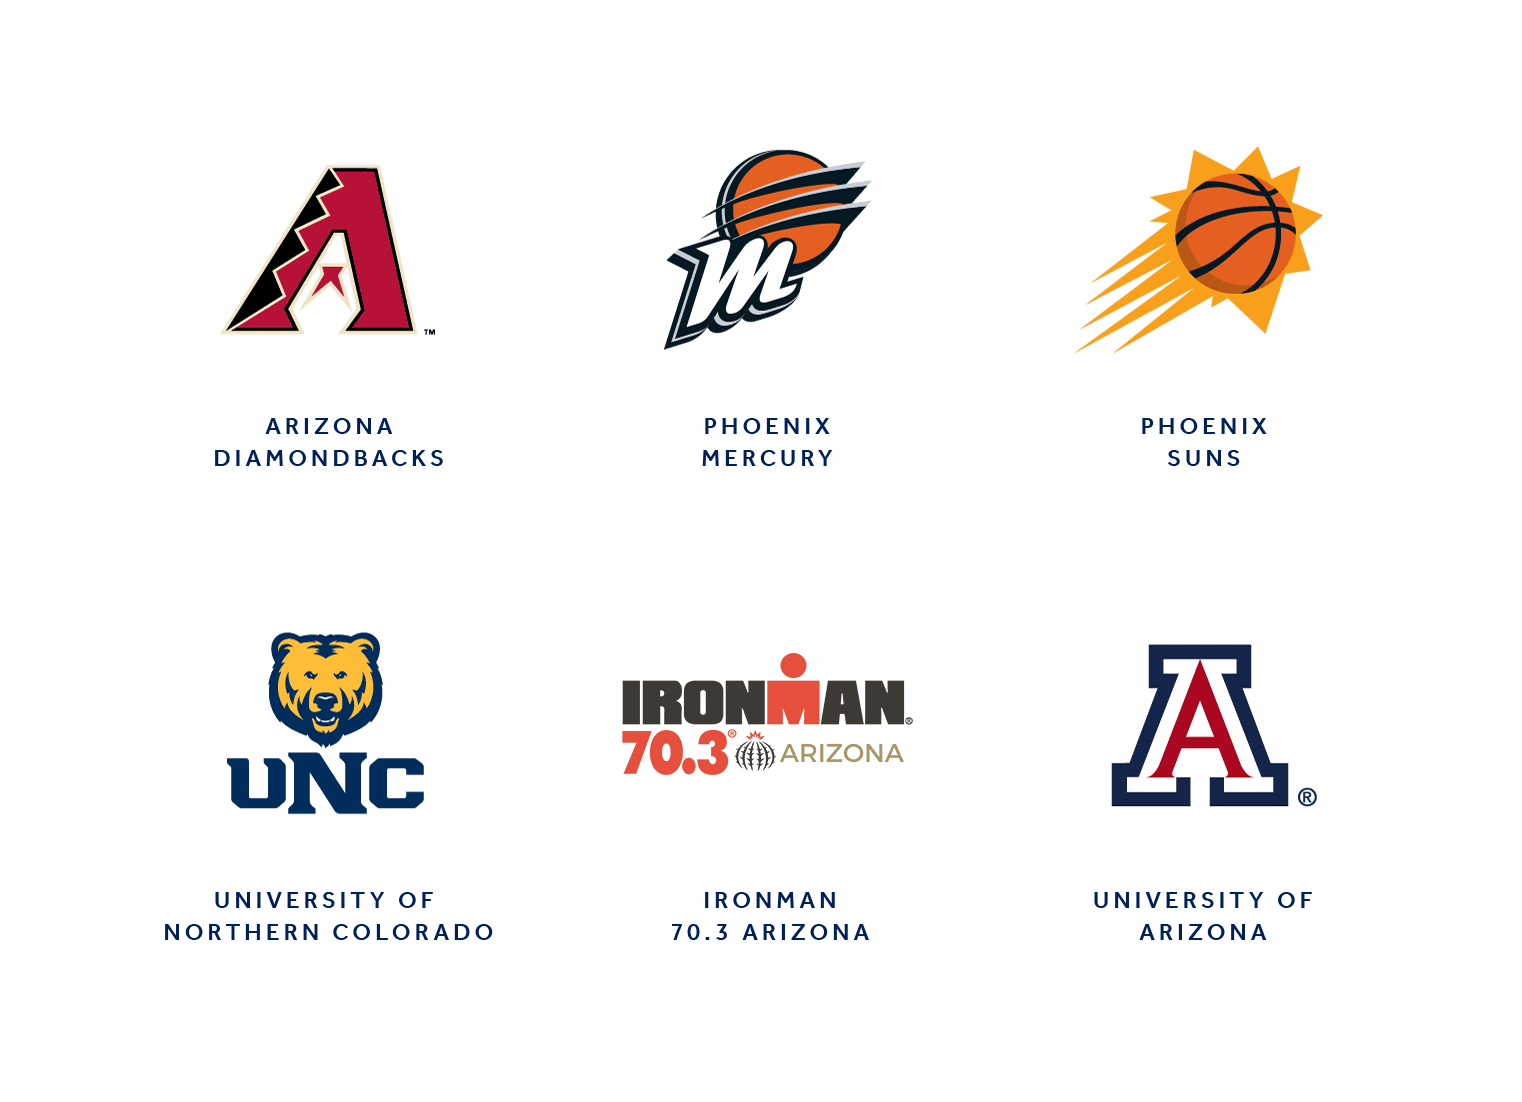 A
™
M
ARIZONA
DIAMONDBACKS
PHOENIX
MERCURY
PHOENIX
SUNS
UNC
IRONMAN®
70.3® ARIZONA
A®
UNIVERSITY OF
NORTHERN COLORADO
IRONMAN
70.3 ARIZONA
UNIVERSITY OF
ARIZONA